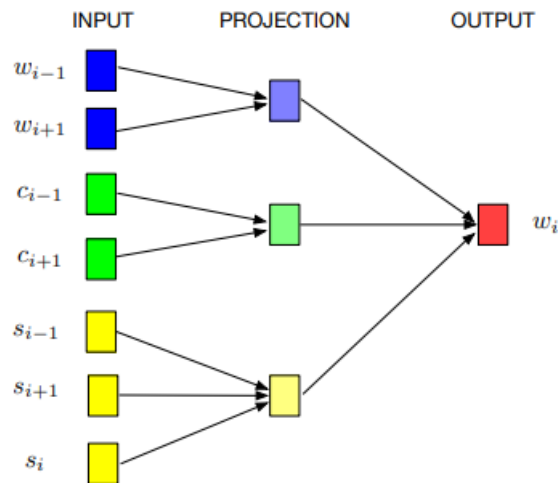 INPUT PROJECTION OUTPUT
w_{i-1}
w_{i+1}
c_{i-1}
w_i
c_{i+1}
s_{i-1}
s_{i+1}
s_i